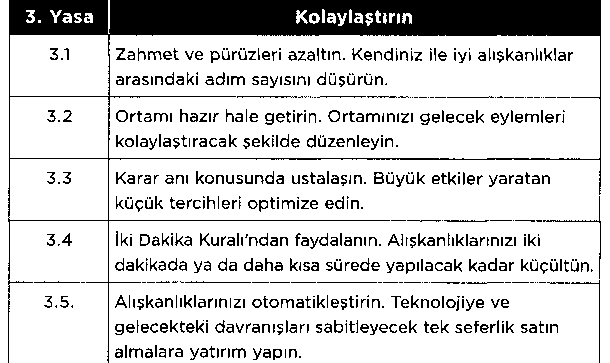 3. Yasa Kolaylaştırın
3.1 Zahmet ve pürüzleri azaltın. Kendiniz ile iyi alışkanlıklar
arasındaki adım sayısını düşürün.
3.2 Ortamı hazır hale getirin. Ortamınızı gelecek eylemleri
kolaylaştıracak şekilde düzenleyin.
3.3 Karar anı konusunda ustalaşın. Büyük etkiler yaratan
küçük tercihleri optimize edin.
3.4 İki Dakika Kuralı'ndan faydalanın. Alışkanlıklarınızı iki
dakikada ya da daha kısa sürede yapılacak kadar küçültün.
3.5. Alışkanlıklarınızı otomatikleştirin. Teknolojiye ve
gelecekteki davranışları sabitleyecek tek seferlik satın
almalara yatırım yapın.